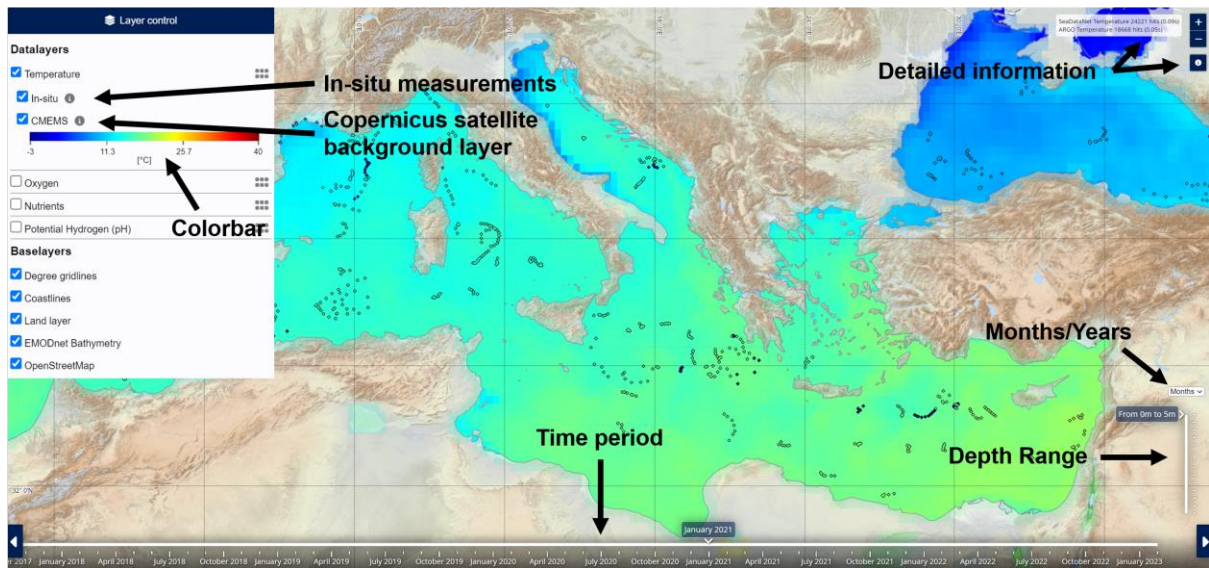 Layer control
Datalayers
Temperature
In-situ
CMEMS
-3 11.3 25.7 40
[°C]
Oxygen
Nutrients
Potential Hydrogen (pH)
Baselayers
Degree gridlines
Coastlines
Land layer
EMODnet Bathymetry
OpenStreetMap
In-situ measurements
Copernicus satellite
background layer
Colorbar
SeaDataNet Temperature 24221 hits (0.09s)
ARGO Temperature 18668 hits (0.05s)
+
−
Detailed information
Months/Years
Months
From 0m to 5m
Depth Range
Time period
32° 0'N
January 2021
2017 January 2018 April 2018 July 2018 October 2018 January 2019 April 2019 July 2019 October 2019 January 2020 April 2020 July 2020 October 2020 January 2021 April 2021 July 2021 October 2021 January 2022 April 2022 July 2022 October 2022 January 2023